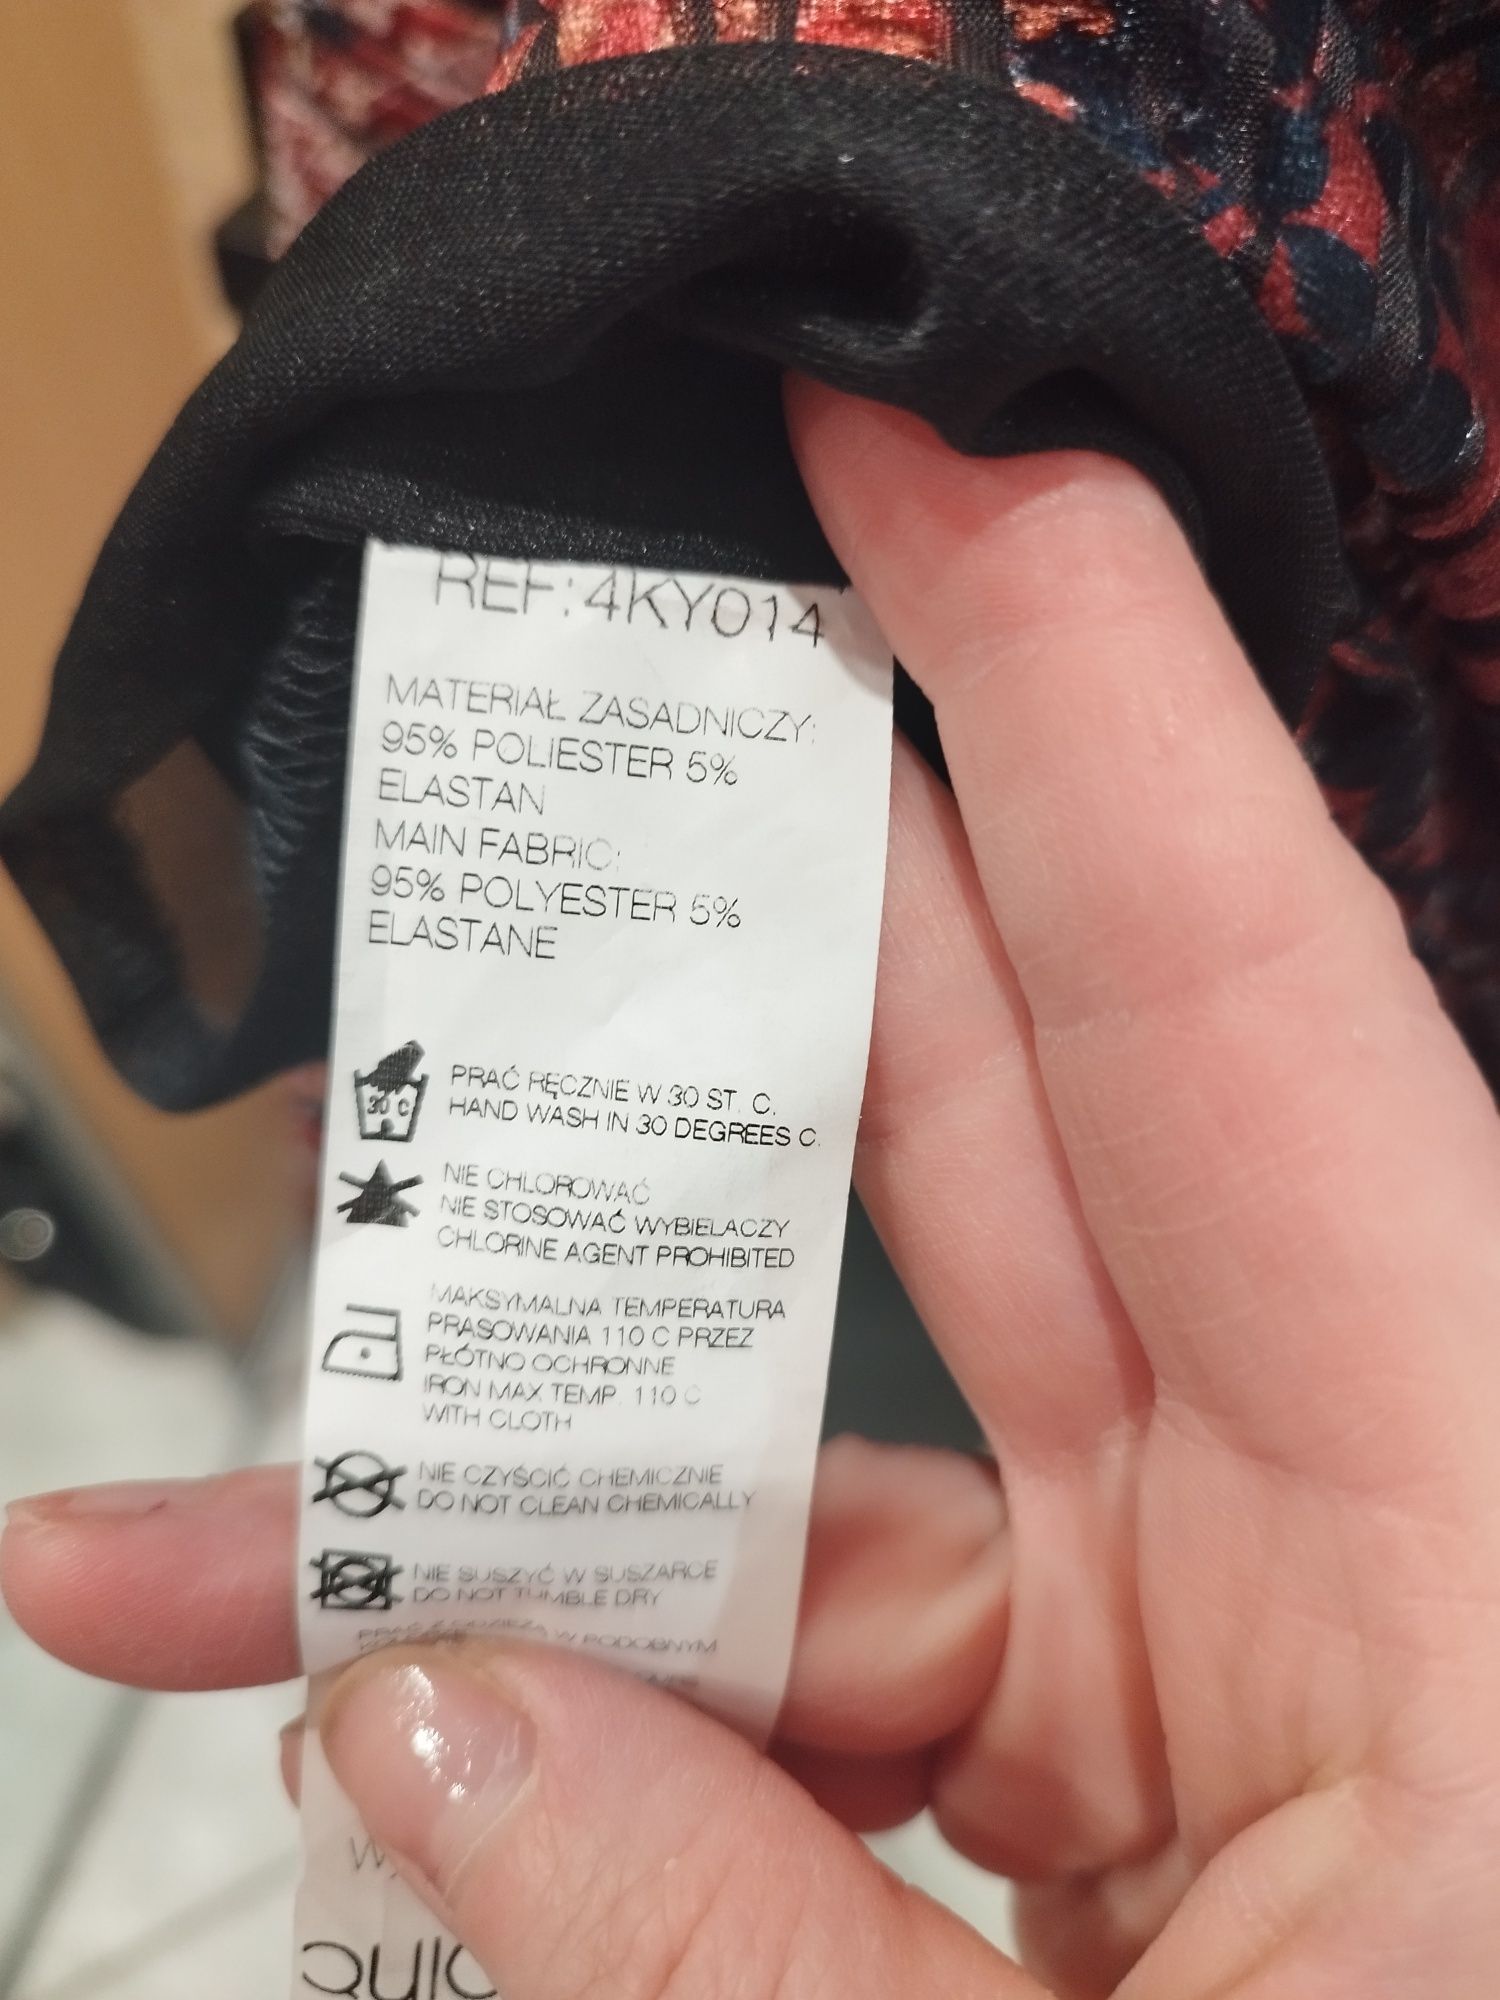 REF: 4KY014
MATERIAŁ ZASADNICZY:
95% POLIESTER 5%
ELASTAN
MAIN FABRIC:
95% POLYESTER 5%
ELASTANE
30 C
PRAĆ RĘCZNIE W 30 ST. C.
HAND WASH IN 30 DEGREES C.
NIE CHLOROWAĆ
NIE STOSOWAĆ WYBIELACZY
CHLORINE AGENT PROHIBITED
MAKSYMALNA TEMPERATURA
PRASOWANIA 110 C PRZEZ
PŁÓTNO OCHRONNE
IRON MAX TEMP. 110 C
WITH CLOTH
NIE CZYŚCIĆ CHEMICZNIE
DO NOT CLEAN CHEMICALLY
NIE SUSZYĆ W SUSZARCE
DO NOT TUMBLE DRY
PRAĆ Z ODZIEŻĄ W PODOBNYM